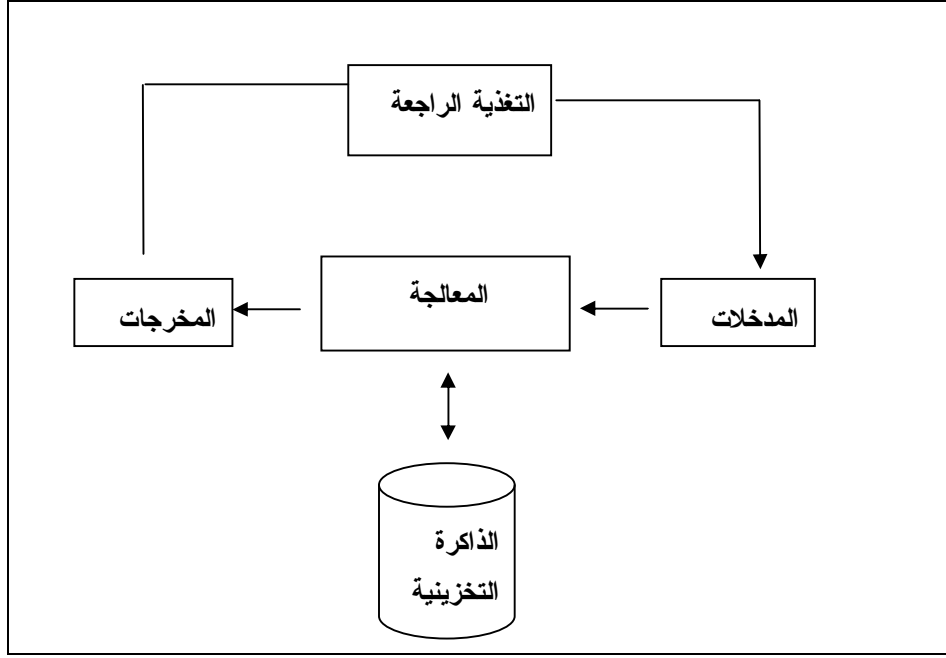 التغذية الراجعة
المدخلات
المعالجة
المخرجات
الذاكرة
التخزينية